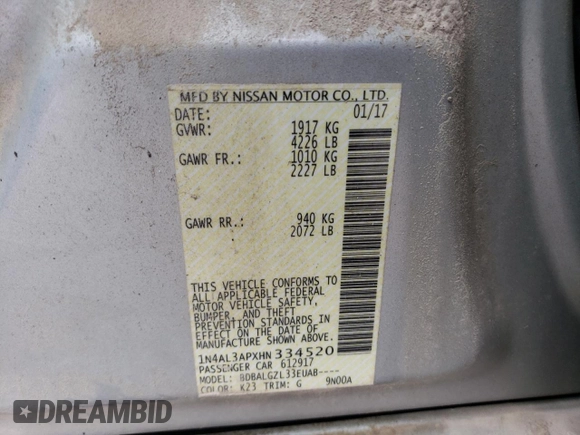 MFD BY NISSAN MOTOR CO., LTD.
DATE: 01/17
GVWR: 1917 KG
4226 LB
GAWR FR.: 1010 KG
2227 LB
GAWR RR.: 940 KG
2072 LB
THIS VEHICLE CONFORMS TO
ALL APPLICABLE FEDERAL
MOTOR VEHICLE SAFETY,
BUMPER, AND THEFT
PREVENTION STANDARDS
IN EFFECT ON THE DATE OF
MANUFACTURE SHOWN ABOVE.
1N4AL3APXHN334520
PASSENGER CAR 612917
MODEL: BDBALGZL33EUAB----
COLOR: K23 TRIM: G 9N00A
DREAMBID
DREAMBID.COM